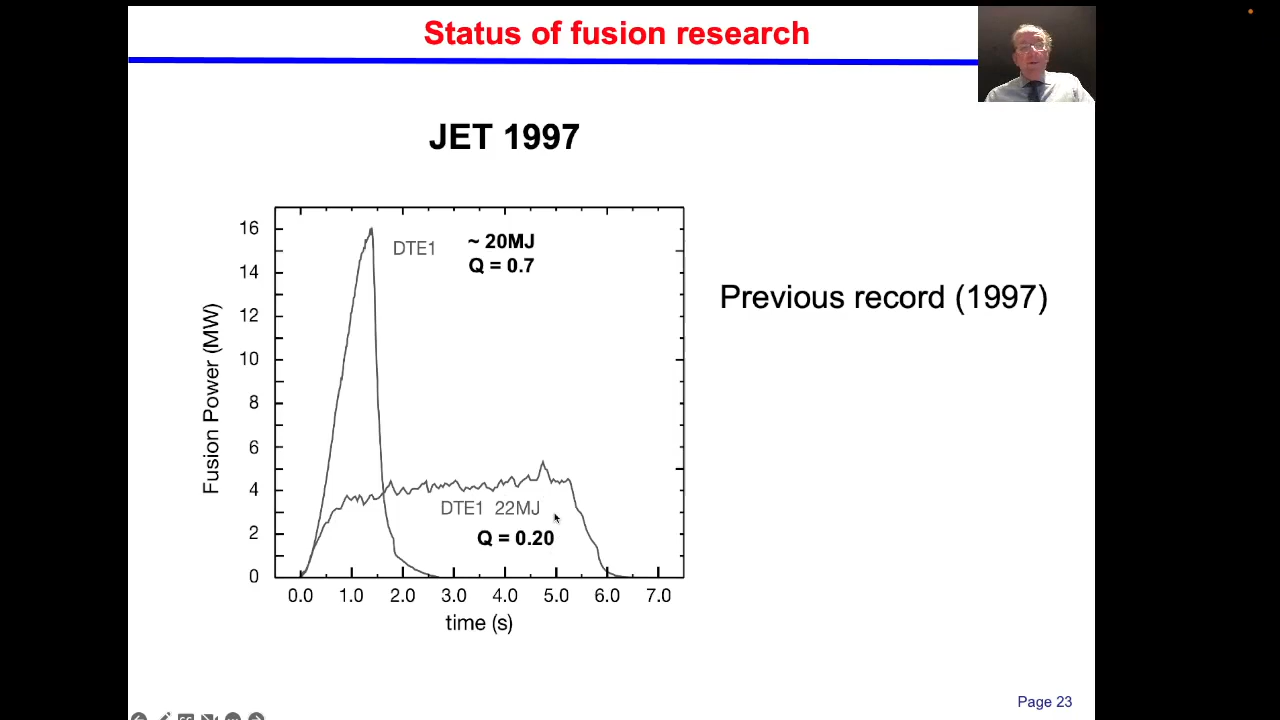 Status of fusion research
JET 1997
16
14
12
10
8
6
4
2
0
Fusion Power (MW)
DTE1
~ 20MJ
Q = 0.7
DTE1 22MJ
Q = 0.20
0.0 1.0 2.0 3.0 4.0 5.0 6.0 7.0
time (s)
Previous record (1997)
Page 23